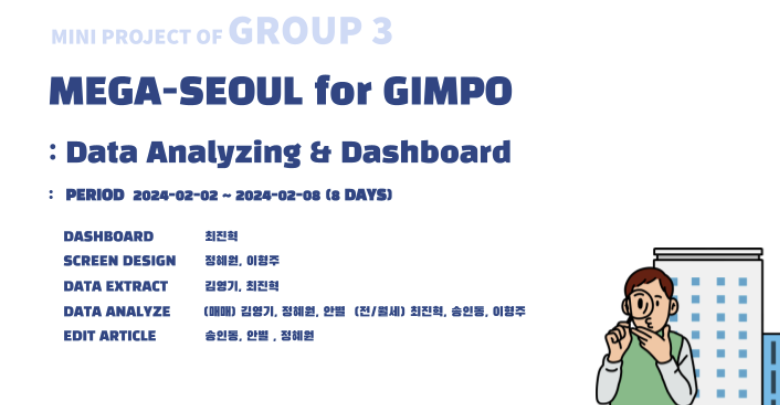 MINI PROJECT OF GROUP 3
MEGA-SEOUL for GIMPO
: Data Analyzing & Dashboard
: PERIOD 2024-02-02 ~ 2024-02-08 (8 DAYS)
DASHBOARD 최진혁
SCREEN DESIGN 정혜원, 이형주
DATA EXTRACT 김영기, 최진혁
DATA ANALYZE (매매) 김영기, 정혜원, 안별 (전/월세) 최진혁, 송인동, 이형주
EDIT ARTICLE 송인동, 안별 , 정혜원